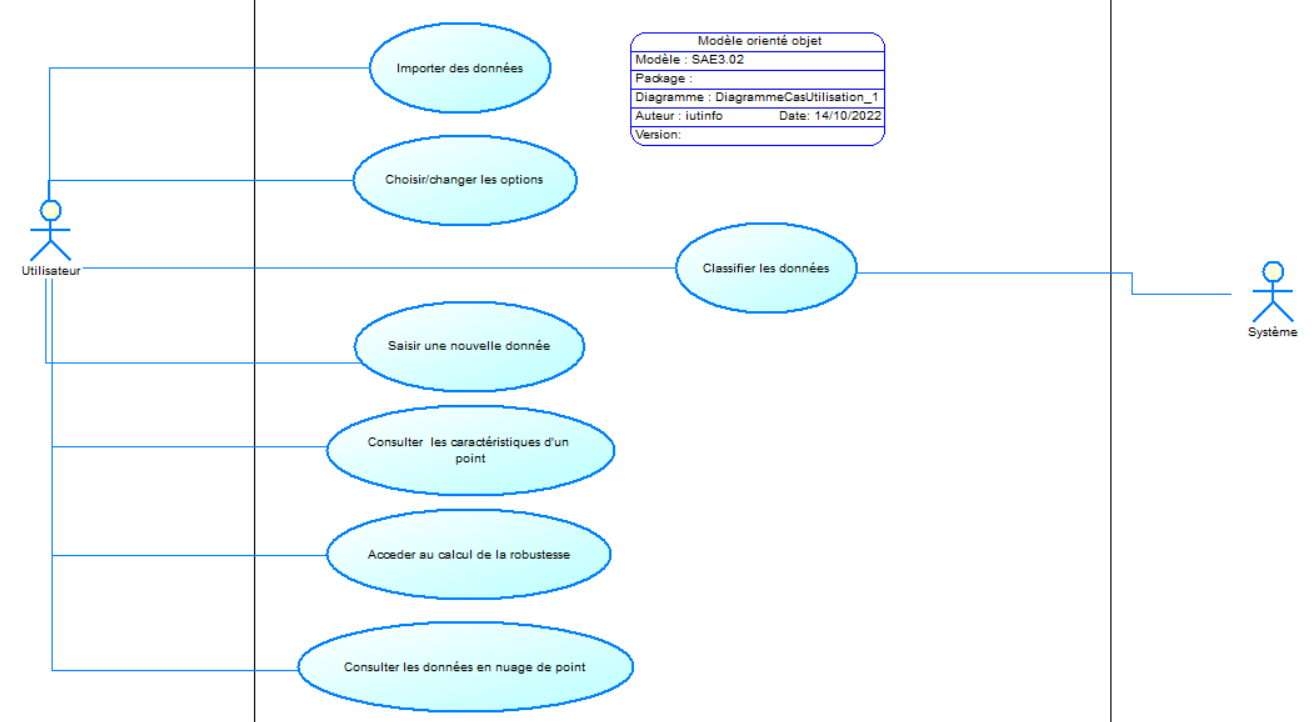 Importer des données
Modèle orienté objet
Modèle : SAE3.02
Package :
Diagramme : DiagrammeCasUtilisation_1
Auteur : iutinfo Date: 14/10/2022
Version:
Choisir/changer les options
Utilisateur
Classifier les données
Système
Saisir une nouvelle donnée
Consulter les caractéristiques d'un
point
Acceder au calcul de la robustesse
Consulter les données en nuage de point